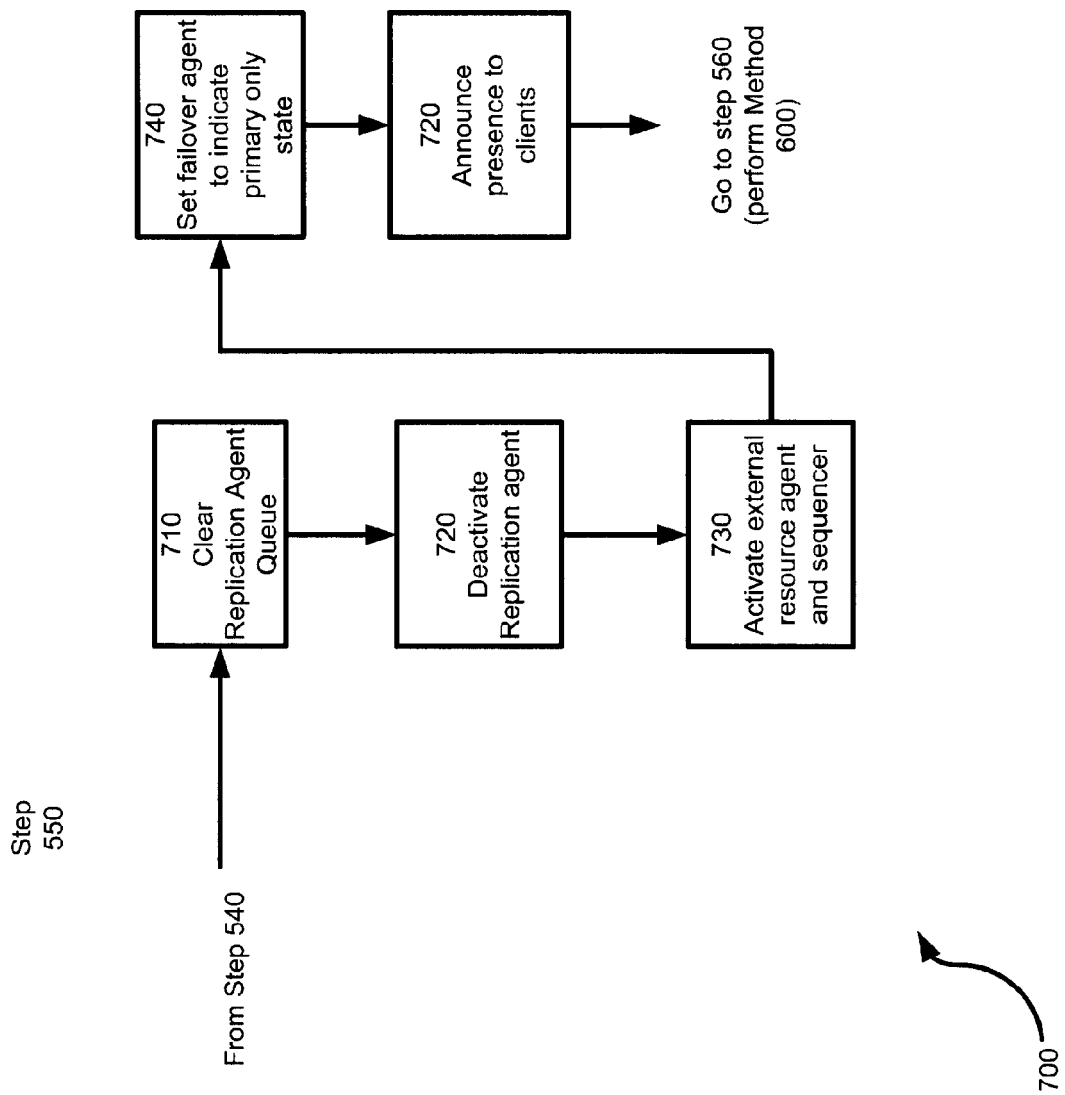 Step
550
From Step 540
710
Clear
Replication Agent
Queue
720
Deactivate
Replication agent
730
Activate external
resource agent
and sequencer
740
Set failover agent
to indicate
primary only
state
720
Announce
presence to
clients
Go to step 560
(perform Method
600)
700